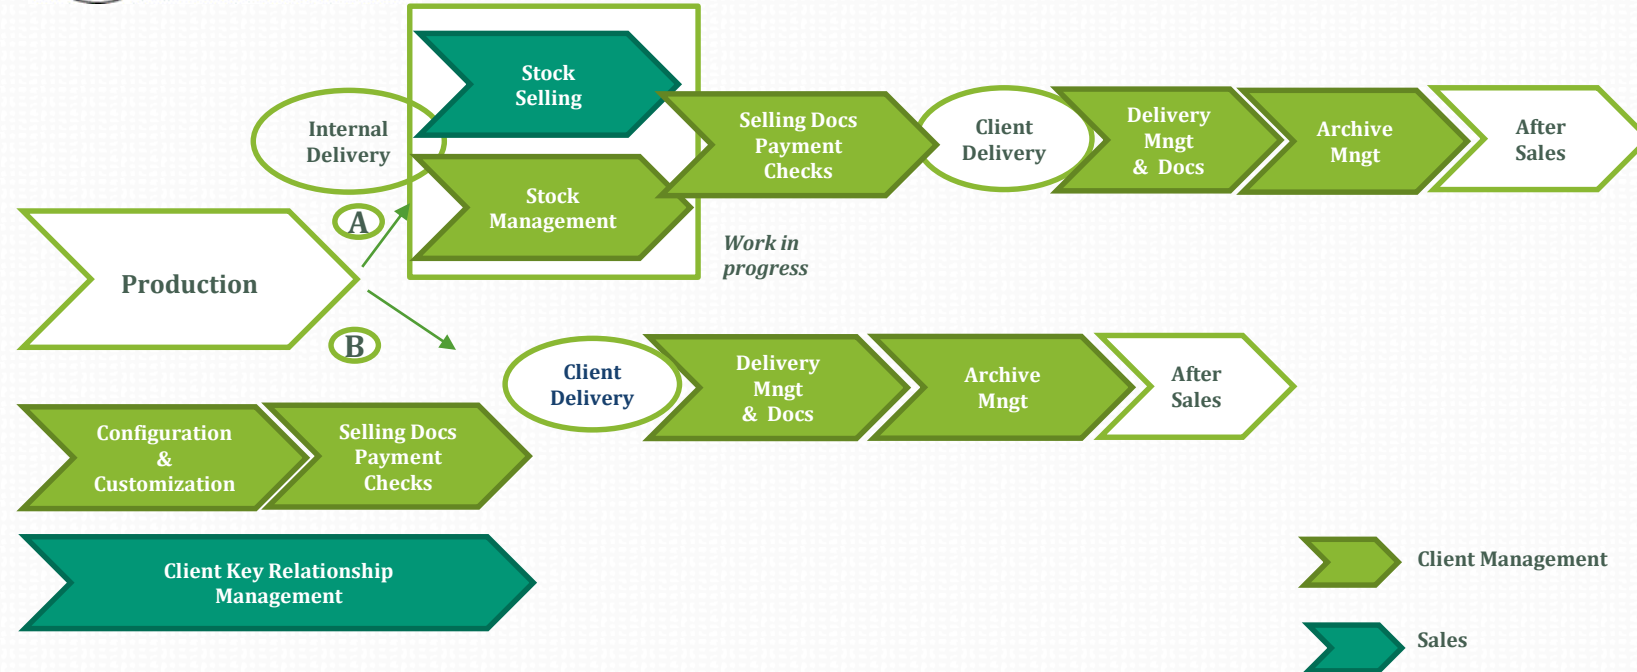 Stock
Selling
Internal
Delivery
Selling Docs
Payment
Checks
Client
Delivery
Delivery
Mngt
& Docs
Archive
Mngt
After
Sales
Stock
Management
A
Work in
progress
Production
B
Client
Delivery
Delivery
Mngt
& Docs
Archive
Mngt
After
Sales
Configuration
&
Customization
Selling Docs
Payment
Checks
Client Key Relationship
Management
Client Management
Sales